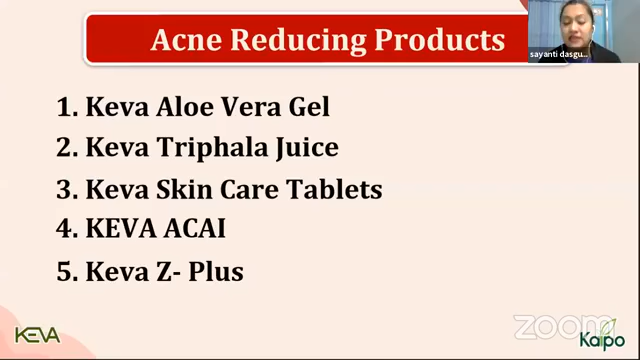 Acne Reducing Products
sayanti dasgu...
1. Keva Aloe Vera Gel
2. Keva Triphala Juice
3. Keva Skin Care Tablets
4. KEVA ACAI
5. Keva Z- Plus
KEVA
zoom
Kaipo